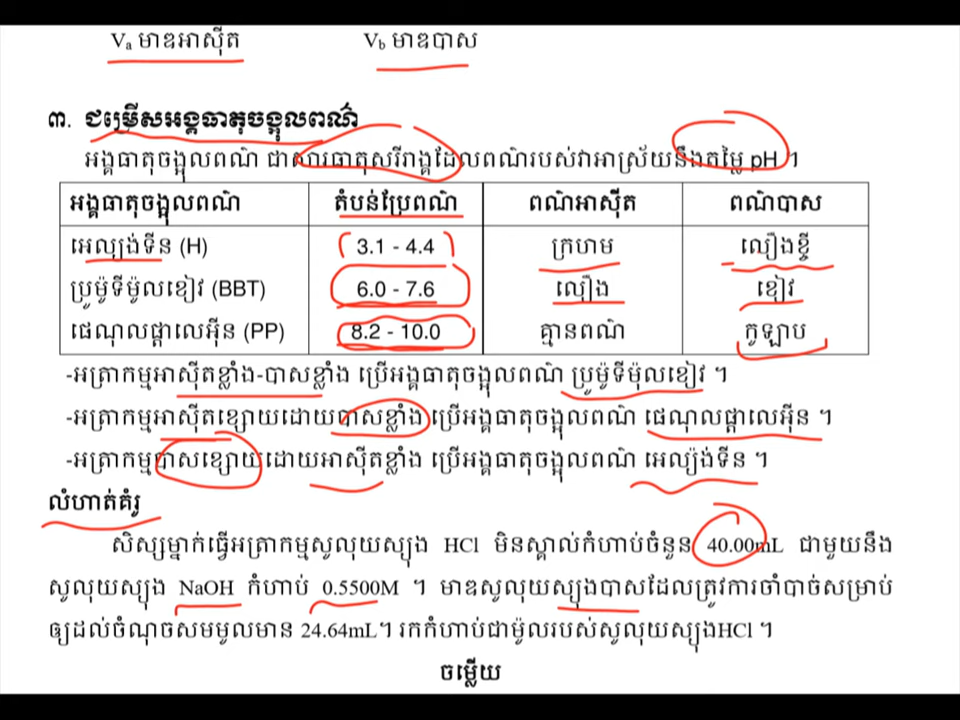 Va មាឌអាស៊ីត Vb មាឌបាស
៣. ជម្រើសអង្គធាតុចង្អុលពណ៌
អង្គធាតុចង្អុលពណ៌ ជាសារធាតុសរីរាង្គដែលពណ៌របស់វាអាស្រ័យនឹងតម្លៃ pH ។
អង្គធាតុចង្អុលពណ៌ តំបន់ប្រែពណ៌ ពណ៌អាស៊ីត ពណ៌បាស
អេល្យង់ទីន (H) 3.1 - 4.4 ក្រហម លឿងខ្ចី
ប្រូម៉ូទីម៉ូលខៀវ (BBT) 6.0 - 7.6 លឿង ខៀវ
ផេណុលផ្តាលេអ៊ីន (PP) 8.2 - 10.0 គ្មានពណ៌ កូឡាប
-អត្រាកម្មអាស៊ីតខ្លាំង-បាសខ្លាំង ប្រើអង្គធាតុចង្អុលពណ៌ ប្រូម៉ូទីម៉ុលខៀវ ។
-អត្រាកម្មអាស៊ីតខ្សោយដោយបាសខ្លាំង ប្រើអង្គធាតុចង្អុលពណ៌ ផេណុលផ្តាលេអ៊ីន ។
-អត្រាកម្មបាសខ្សោយដោយអាស៊ីតខ្លាំង ប្រើអង្គធាតុចង្អុលពណ៌ អេល្យ៉ង់ទីន ។
លំហាត់គំរូ
សិស្សម្នាក់ធ្វើអត្រាកម្មសូលុយស្យុង HCl មិនស្គាល់កំហាប់ចំនួន 40.00mL ជាមួយនឹង
សូលុយស្យុង NaOH កំហាប់ 0.5500M ។ មាឌសូលុយស្យុងបាសដែលត្រូវការចាំបាច់សម្រាប់
ឲ្យដល់ចំណុចសមមូលមាន 24.64mL។ រកកំហាប់ជាម៉ូលរបស់សូលុយស្យុងHCl ។
ចម្លើយ